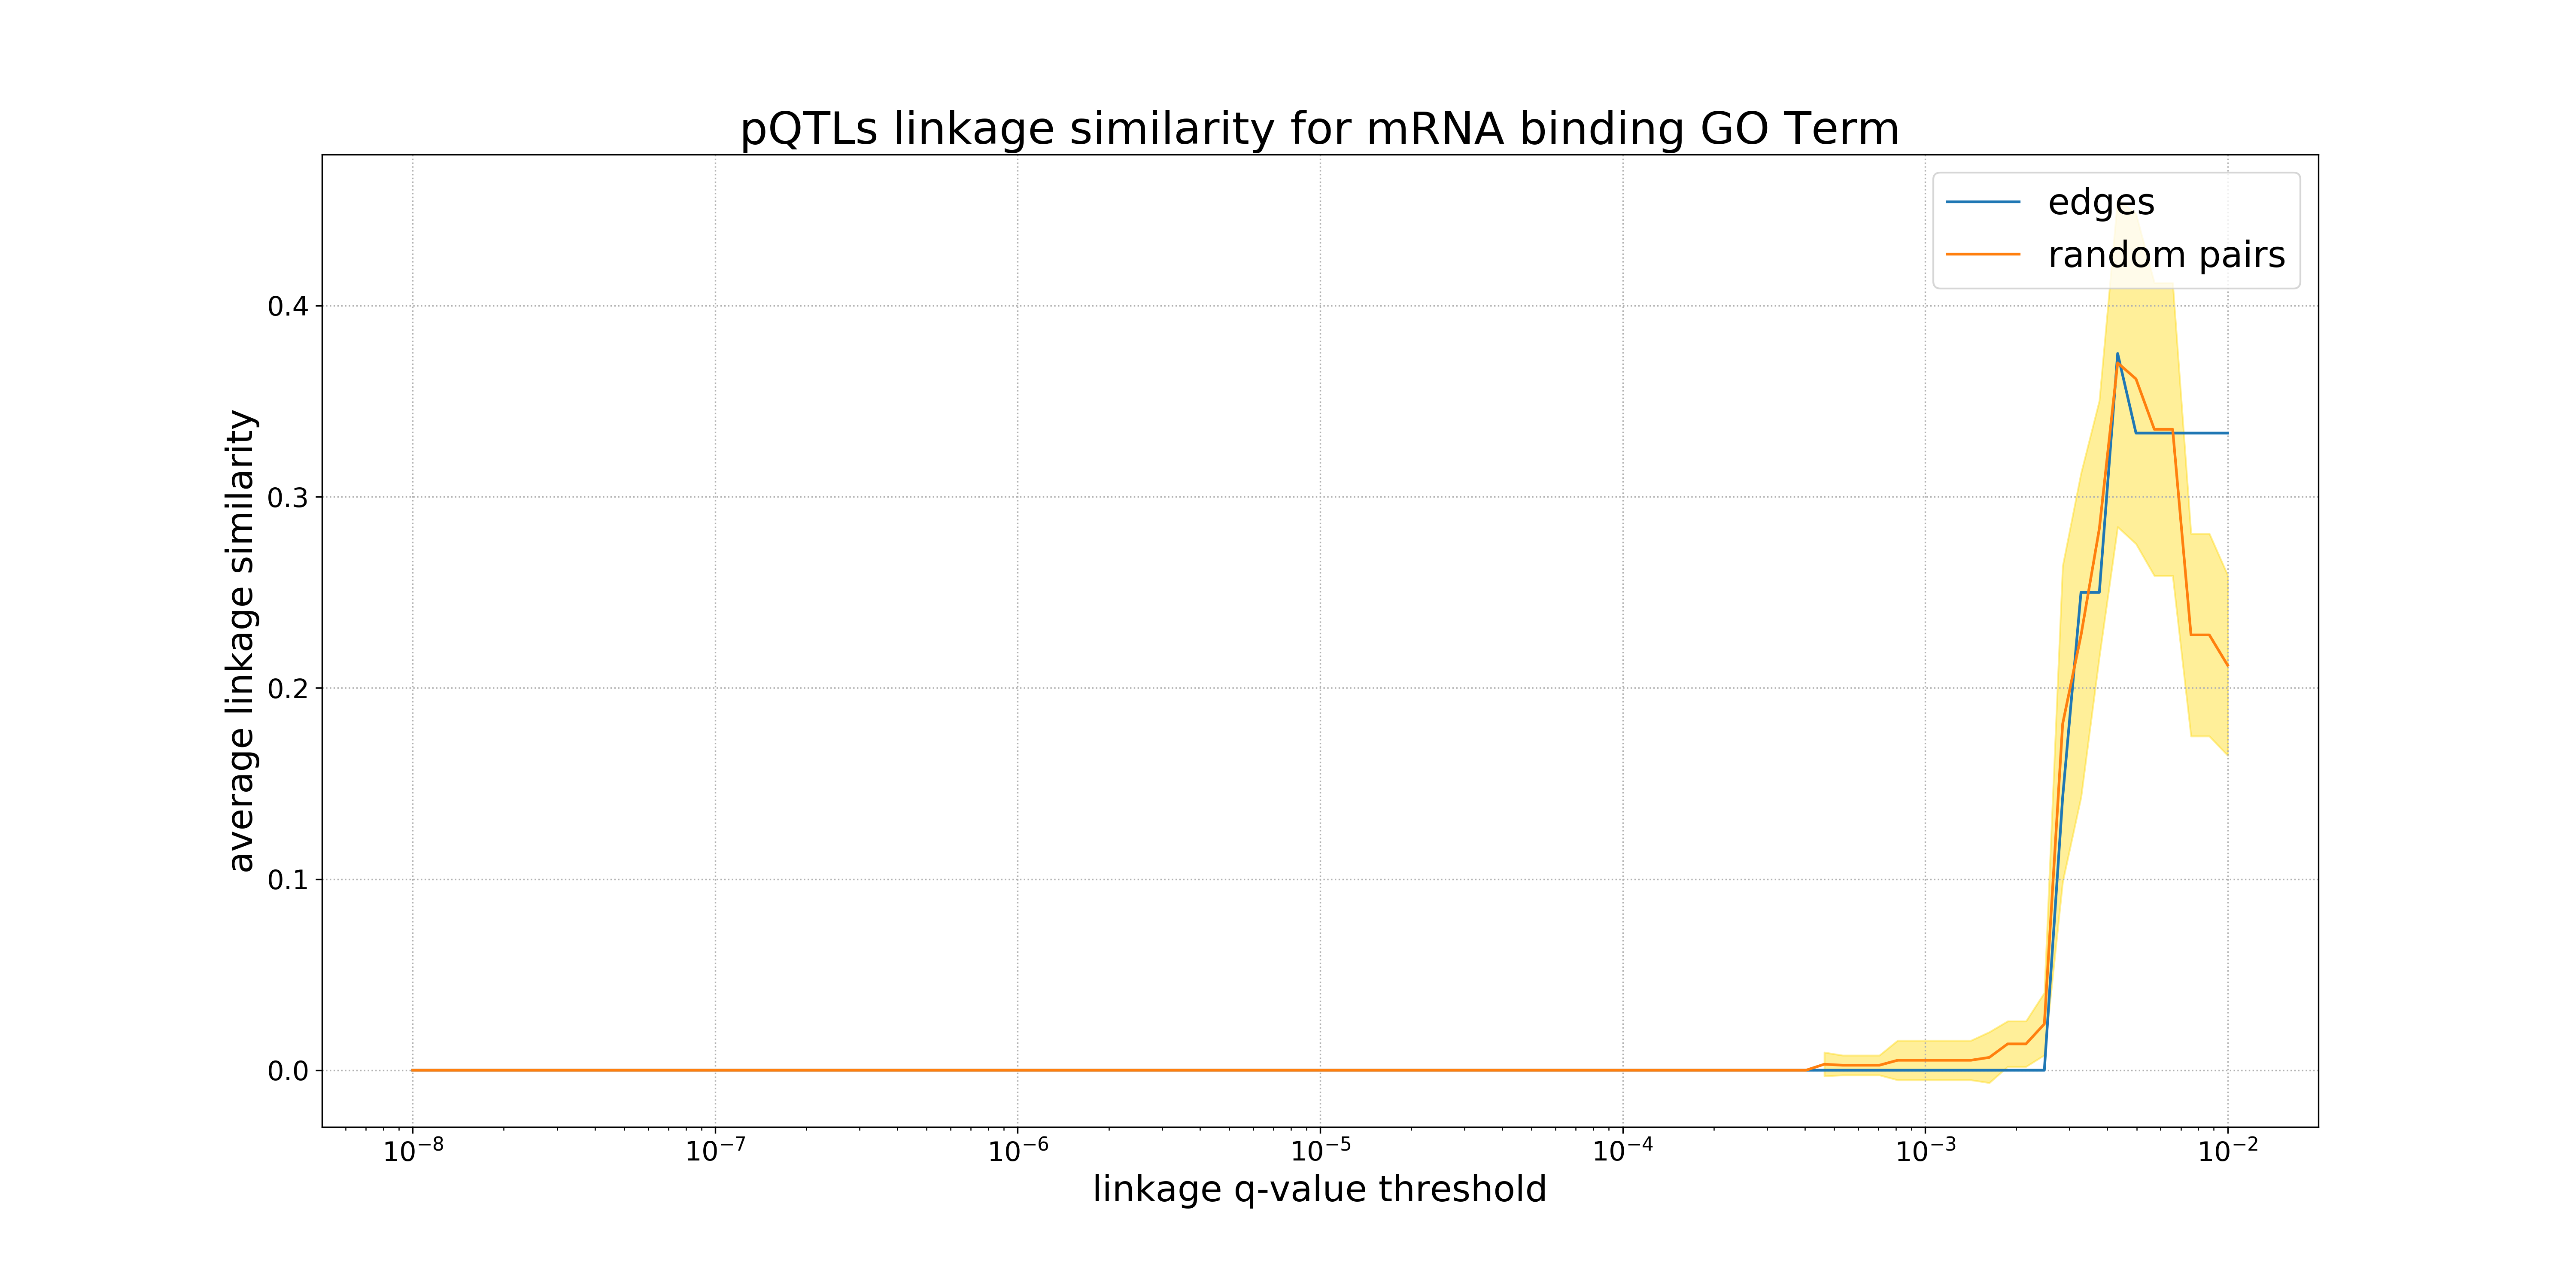 pQTLs linkage similarity for mRNA binding GO Term
edges
random pairs
average linkage similarity
0.4
0.3
0.2
0.1
0.0
10⁻⁸ 10⁻⁷ 10⁻⁶ 10⁻⁵ 10⁻⁴ 10⁻³ 10⁻²
linkage q-value threshold